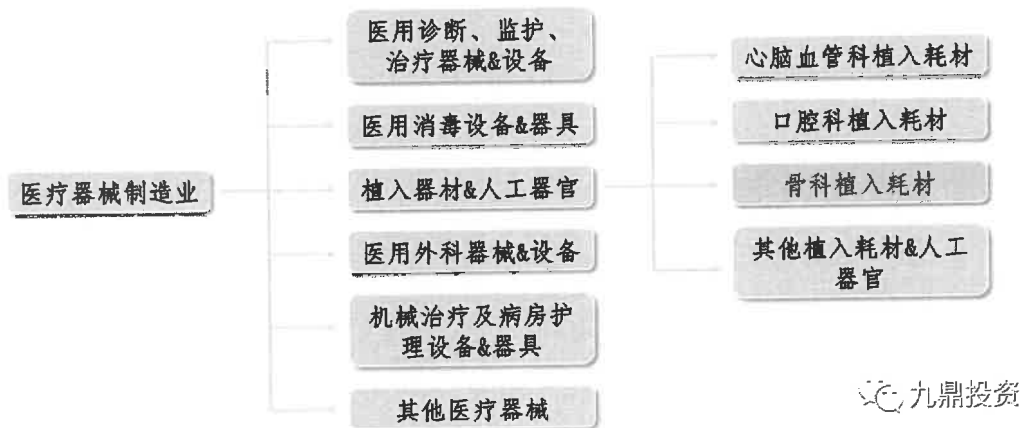 医疗器械制造业
医用诊断、监护、
治疗器械&设备
医用消毒设备&器具
植入器材&人工器官
医用外科器械&设备
机械治疗及病房护
理设备&器具
其他医疗器械
心脑血管科植入耗材
口腔科植入耗材
骨科植入耗材
其他植入耗材&人工
器官
九鼎投资